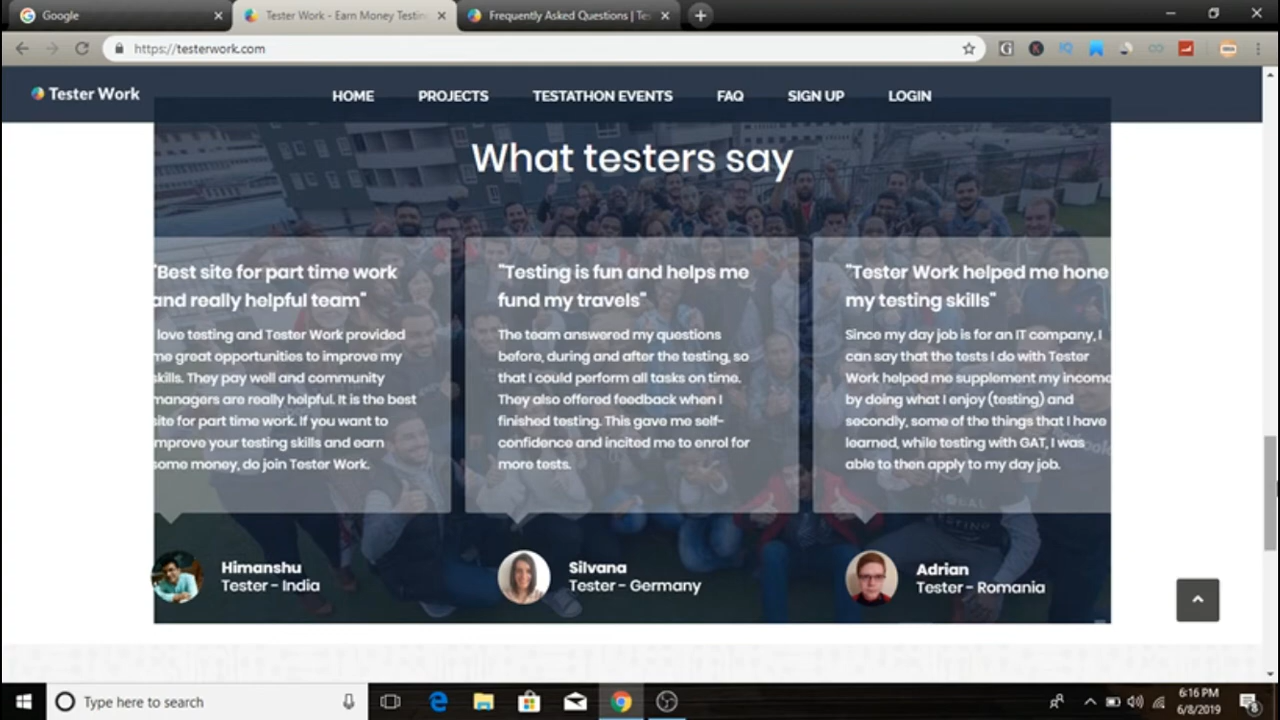 Google
Tester Work - Earn Money Testin
Frequently Asked Questions | Tes
https://testerwork.com
Tester Work
HOME
PROJECTS
TESTATHON EVENTS
FAQ
SIGN UP
LOGIN
What testers say
"Best site for part time work
and really helpful team"
love testing and Tester Work provided
me great opportunities to improve my
skills. They pay well and community
managers are really helpful. It is the best
site for part time work. If you want to
improve your testing skills and earn
some money, do join Tester Work.
Himanshu
Tester - India
"Testing is fun and helps me
fund my travels"
The team answered my questions
before, during and after the testing, so
that I could perform all tasks on time.
They also offered feedback when I
finished testing. This gave me self-
confidence and incited me to enrol for
more tests.
Silvana
Tester - Germany
"Tester Work helped me hone
my testing skills"
Since my day job is for an IT company, I
can say that the tests I do with Tester
Work helped me supplement my income
by doing what I enjoy (testing) and
secondly, some of the things that I have
learned, while testing with GAT, I was
able to then apply to my day job.
Adrian
Tester - Romania
GLOBAL
Type here to search
6:16 PM
6/8/2019